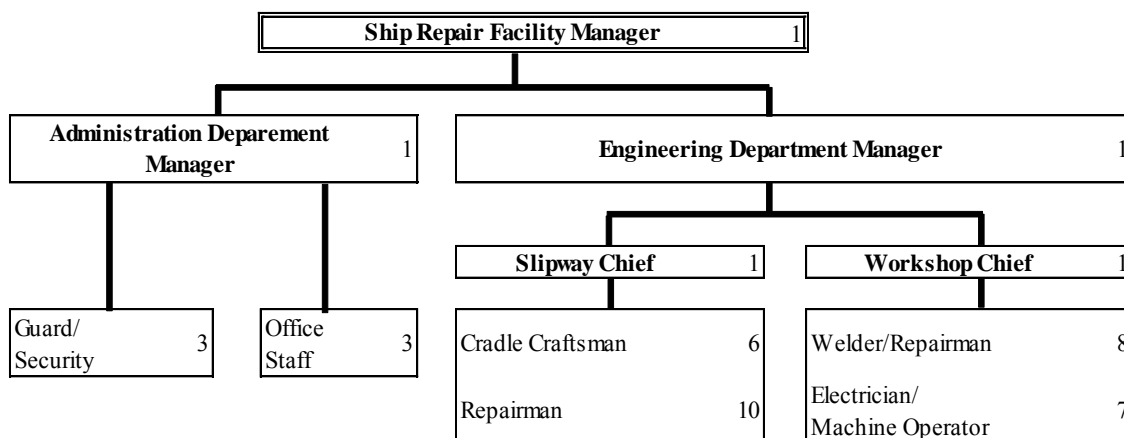 Ship Repair Facility Manager 1
Administration Deparement
Manager 1
Engineering Department Manager 1
Slipway Chief 1
Workshop Chief 1
Guard/
Security 3
Office
Staff 3
Cradle Craftsman 6
Repairman 10
Welder/Repairman 8
Electrician/
Machine Operator 7